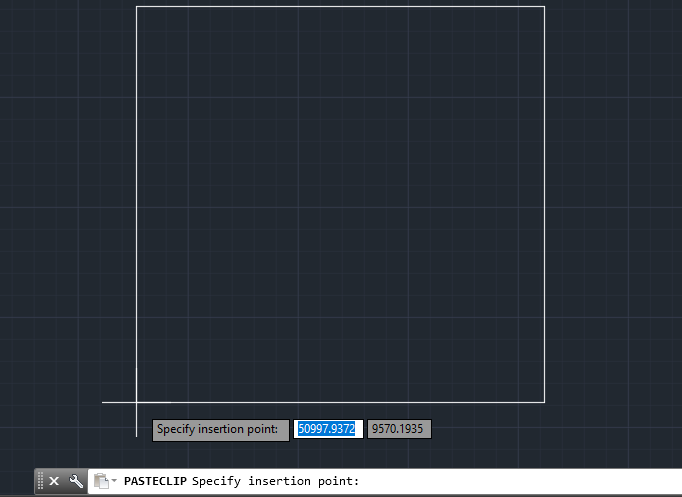 Specify insertion point: 50997.9372 9570.1935
PASTECLIP Specify insertion point: